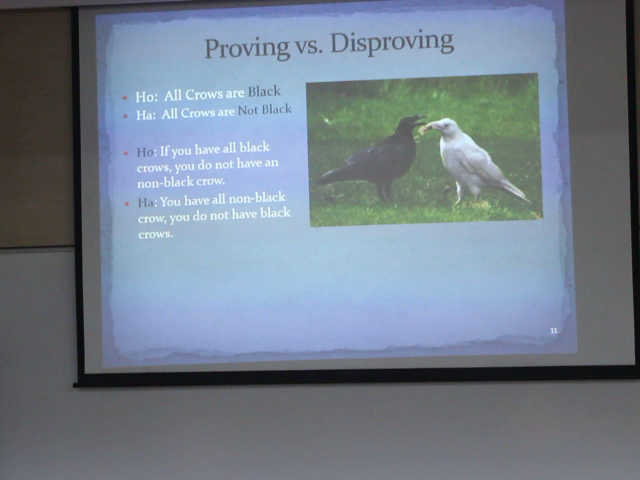 Proving vs. Disproving
Ho: All Crows are Black
Ha: All Crows are Not Black
Ho: If you have all black
crows, you do not have an
non-black crow.
Ha: You have all non-black
crow, you do not have black
crows.
11